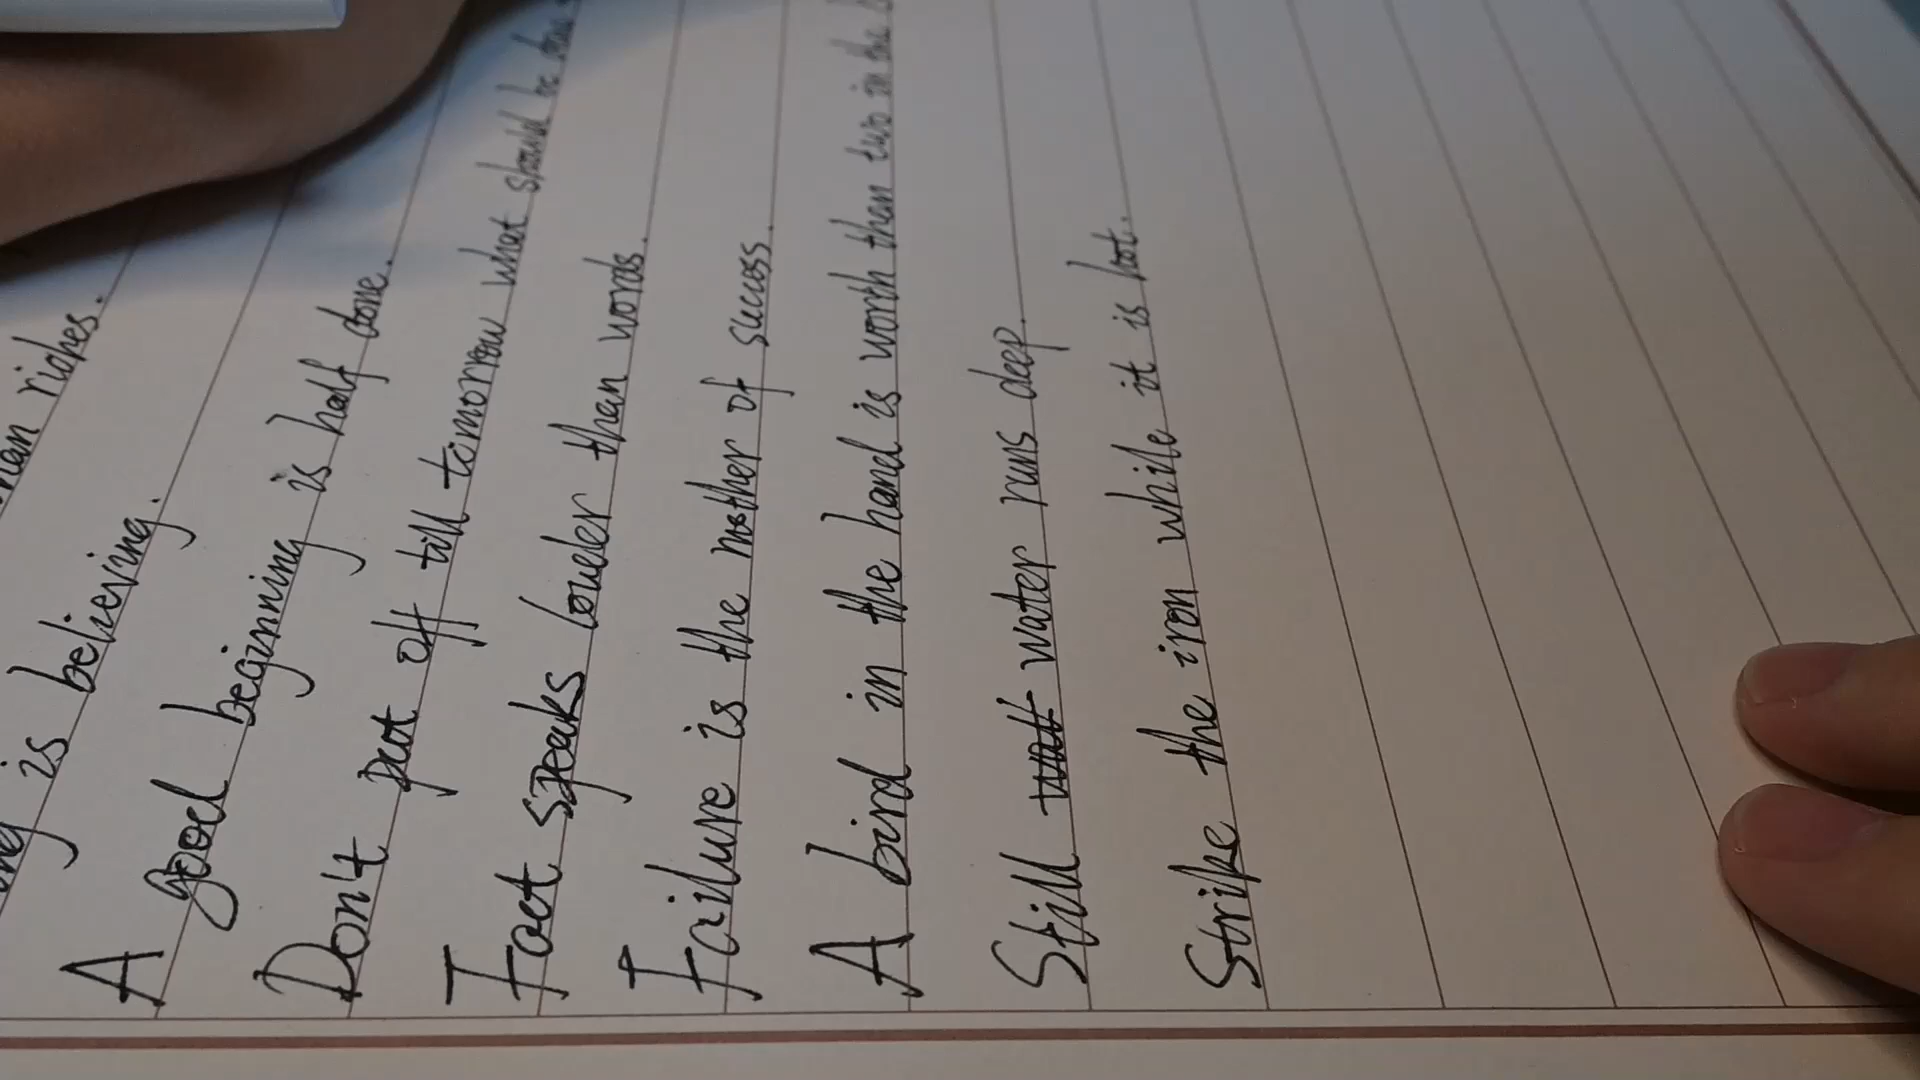 than riches.
is believing.
A good beginning is half done.
Don't put off till tomorrow what should be
Fact speaks louder than words.
Failure is the mother of success.
A bird in the hand is worth than two in the
Still water runs deep.
Strike the iron while it is hot.